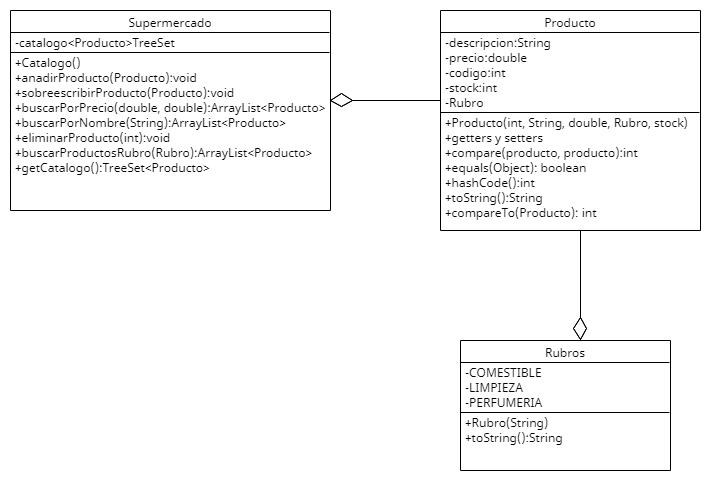 Supermercado
-catalogo<Producto>TreeSet
+Catalogo()
+anadirProducto(Producto):void
+sobreescribirProducto(Producto):void
+buscarPorPrecio(double, double):ArrayList<Producto>
+buscarPorNombre(String):ArrayList<Producto>
+eliminarProducto(int):void
+buscarProductosRubro(Rubro):ArrayList<Producto>
+getCatalogo():TreeSet<Producto>
Producto
-descripcion:String
-precio:double
-codigo:int
-stock:int
-Rubro
+Producto(int, String, double, Rubro, stock)
+getters y setters
+compare(producto, producto):int
+equals(Object): boolean
+hashCode():int
+toString():String
+compareTo(Producto): int
Rubros
-COMESTIBLE
-LIMPIEZA
-PERFUMERIA
+Rubro(String)
+toString():String